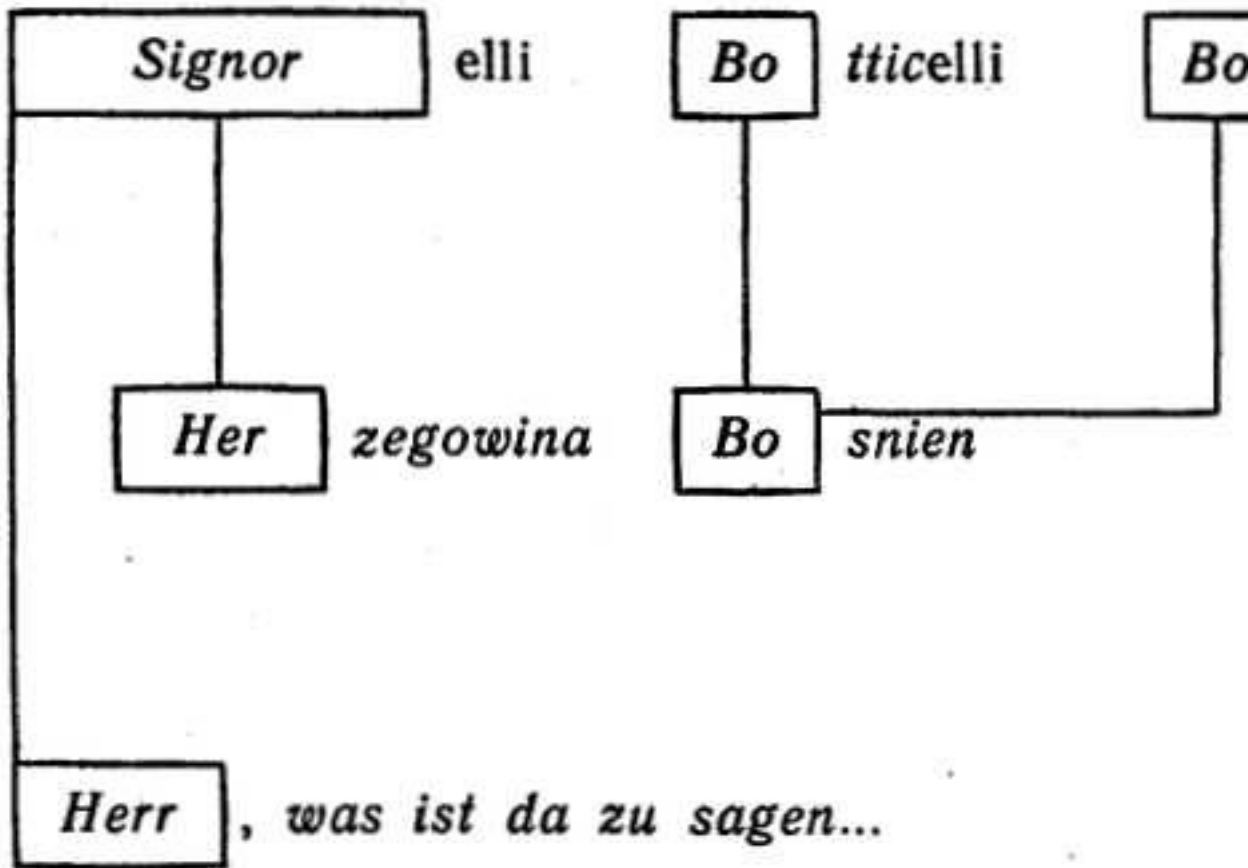 Signor elli Bo tticelli Bo
Her zegowina Bo snien
Herr, was ist da zu sagen...